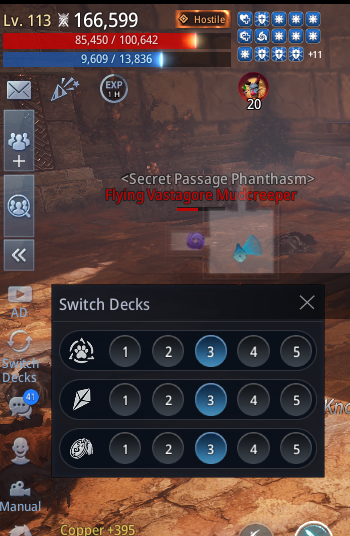 Lv. 113 166,599
Hostile
85,450 / 100,642
9,609 / 13,836
+11
EXP
1 H
20
<Secret Passage Phanthasm>
Flying Vastagore Mudcreeper
AD
Switch Decks
1 2 3 4 5
1 2 3 4 5
1 2 3 4 5
Switch
Decks
41
Kno
Manual
Copper +395